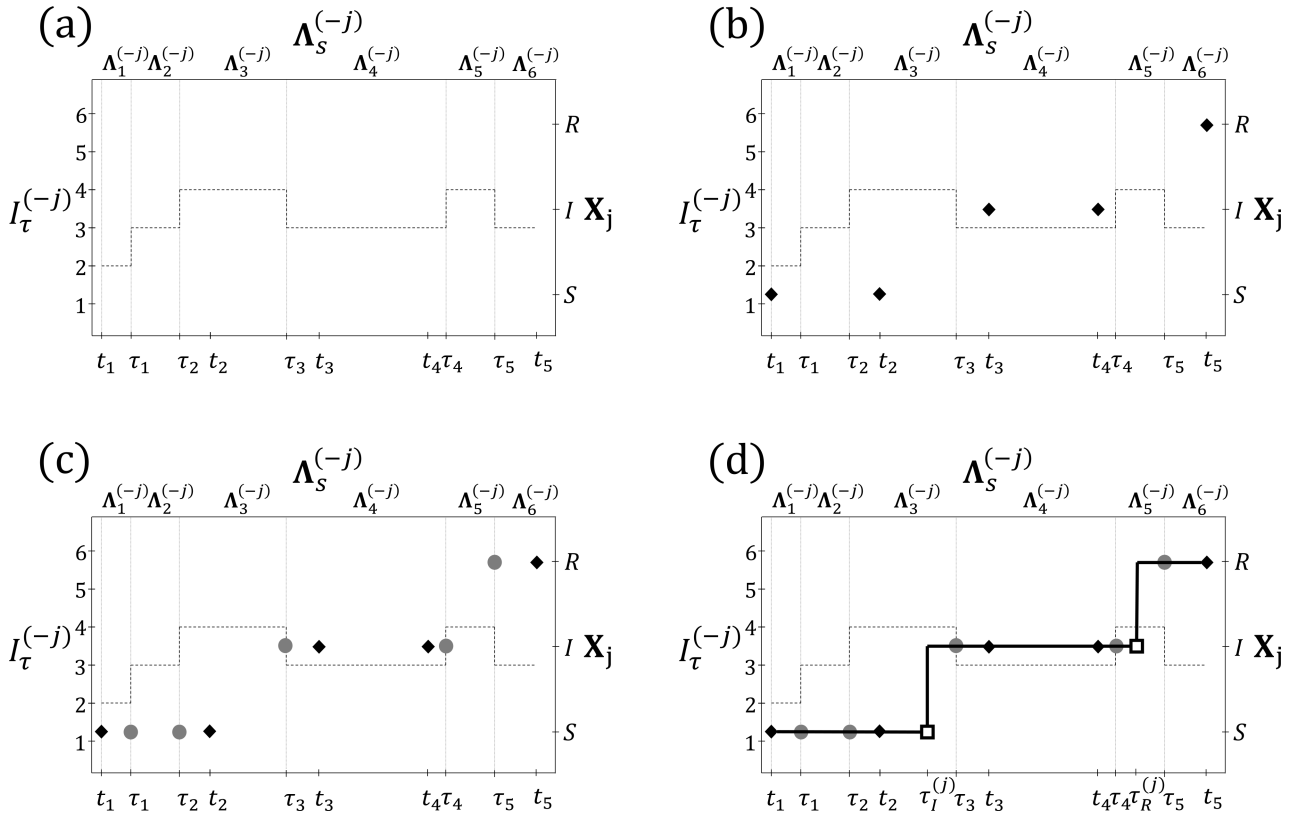 (a)
Λ_s^(−j)
Λ_1^(−j) Λ_2^(−j) Λ_3^(−j) Λ_4^(−j) Λ_5^(−j) Λ_6^(−j)
6
5
4
3
2
1
I_τ^(−j)
R
I
S
X_j
t_1 τ_1 τ_2 t_2 τ_3 t_3 t_4 τ_4 τ_5 t_5
(b)
Λ_s^(−j)
Λ_1^(−j) Λ_2^(−j) Λ_3^(−j) Λ_4^(−j) Λ_5^(−j) Λ_6^(−j)
6
5
4
3
2
1
I_τ^(−j)
R
I
S
X_j
t_1 τ_1 τ_2 t_2 τ_3 t_3 t_4 τ_4 τ_5 t_5
(c)
Λ_s^(−j)
Λ_1^(−j) Λ_2^(−j) Λ_3^(−j) Λ_4^(−j) Λ_5^(−j) Λ_6^(−j)
6
5
4
3
2
1
I_τ^(−j)
R
I
S
X_j
t_1 τ_1 τ_2 t_2 τ_3 t_3 t_4 τ_4 τ_5 t_5
(d)
Λ_s^(−j)
Λ_1^(−j) Λ_2^(−j) Λ_3^(−j) Λ_4^(−j) Λ_5^(−j) Λ_6^(−j)
6
5
4
3
2
1
I_τ^(−j)
R
I
S
X_j
t_1 τ_1 τ_2 t_2 τ_I^(j) τ_3 t_3 t_4 τ_4 τ_R^(j) τ_5 t_5